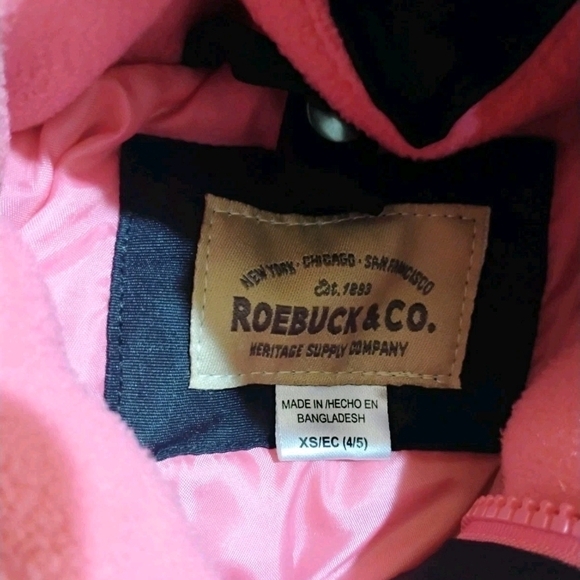 NEW YORK · CHICAGO · SAN FRANCISCO
Est. 1893
ROEBUCK & CO.
HERITAGE SUPPLY COMPANY
MADE IN /HECHO EN
BANGLADESH
XS/EC (4/5)